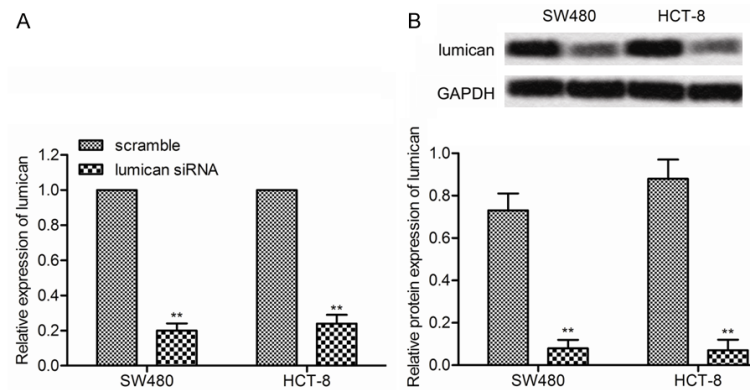 A
scramble
lumican siRNA
Relative expression of lumican
1.2
1.0
0.8
0.6
0.4
0.2
0.0
**
**
SW480
HCT-8
B
SW480
HCT-8
lumican
GAPDH
Relative protein expression of lumican
1.0
0.8
0.6
0.4
0.2
0.0
**
**
SW480
HCT-8